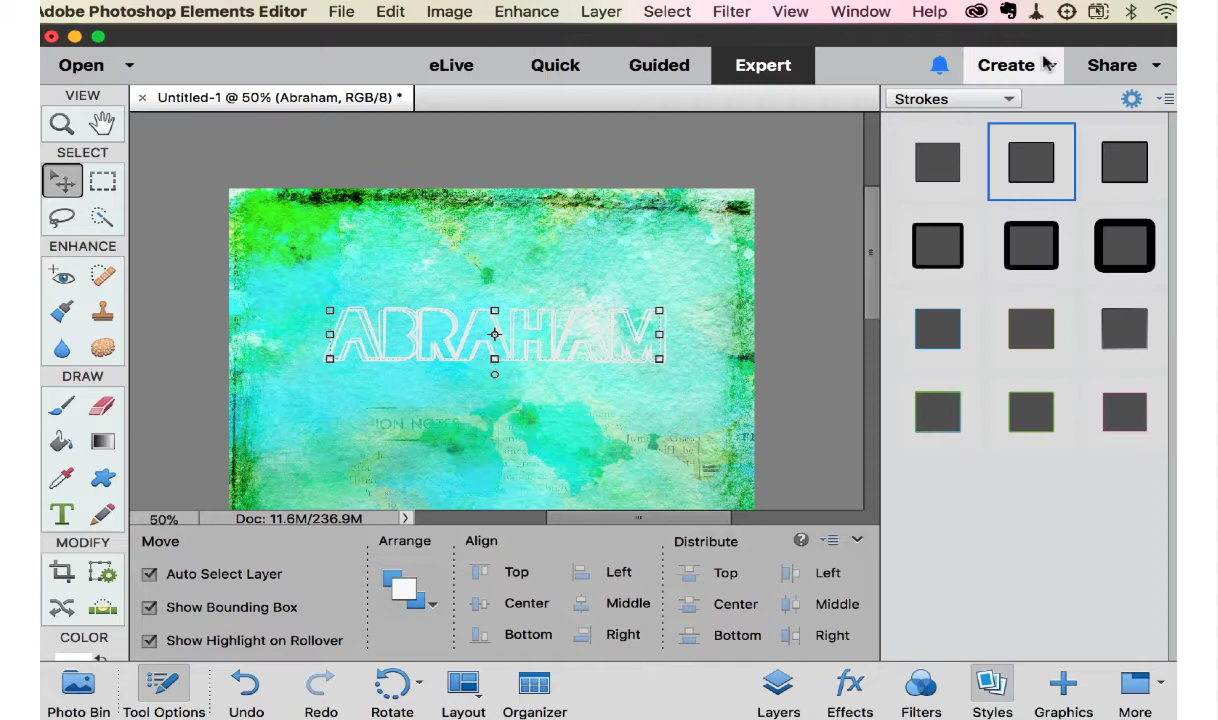 Adobe Photoshop Elements Editor File Edit Image Enhance Layer Select Filter View Window Help
Open eLive Quick Guided Expert Create Share
VIEW
Untitled-1 @ 50% (Abraham, RGB/8) *
Strokes
SELECT
ENHANCE
ABRAHAM
DRAW
ION NOTES
T
50% Doc: 11.6M/236.9M
MODIFY
Move Arrange Align Distribute
Auto Select Layer Top Left Top Left
Show Bounding Box Center Middle Center Middle
Show Highlight on Rollover Bottom Right Bottom Right
COLOR
fx
Photo Bin Tool Options Undo Redo Rotate Layout Organizer Layers Effects Filters Styles Graphics More